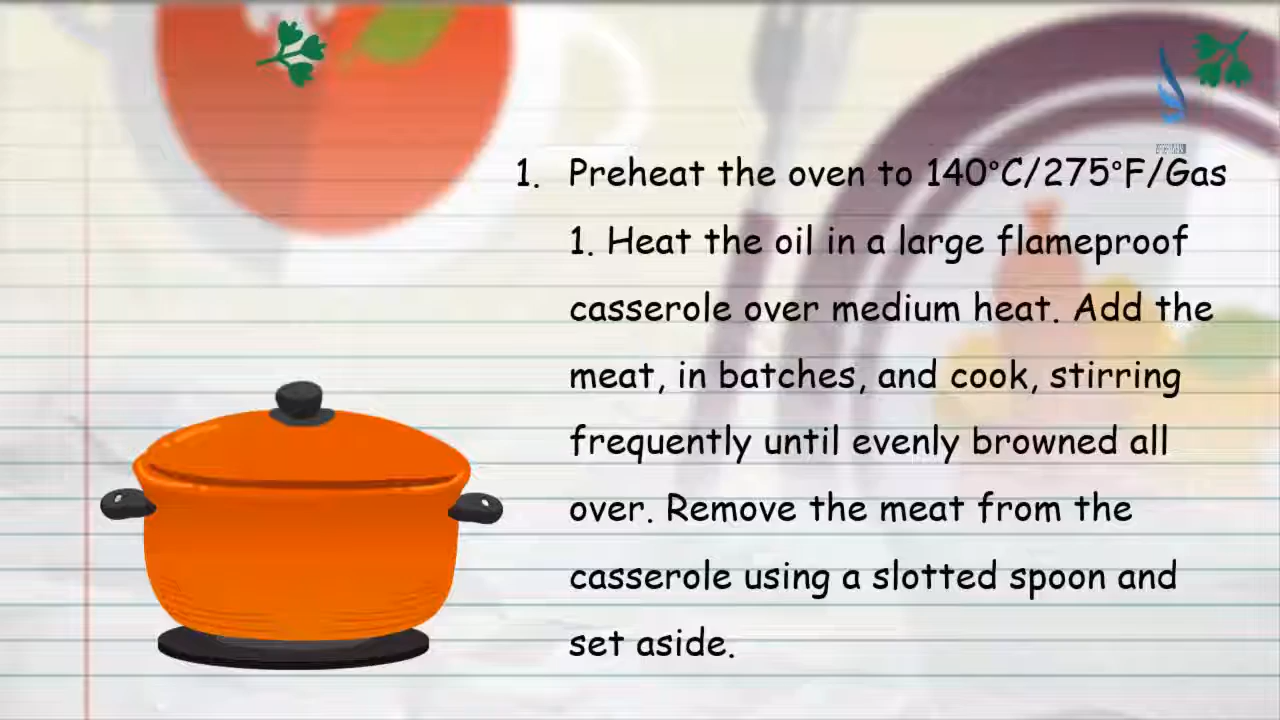 1. Preheat the oven to 140°C/275°F/Gas
1. Heat the oil in a large flameproof
casserole over medium heat. Add the
meat, in batches, and cook, stirring
frequently until evenly browned all
over. Remove the meat from the
casserole using a slotted spoon and
set aside.